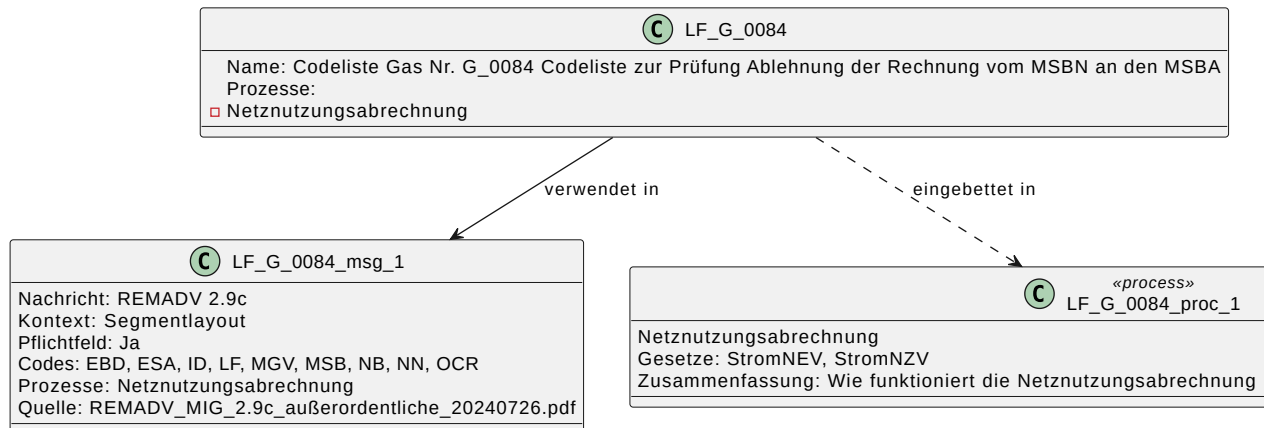 C LF_G_0084
Name: Codeliste Gas Nr. G_0084 Codeliste zur Prüfung Ablehnung der Rechnung vom MSBN an den MSBA
Prozesse:
Netznutzungsabrechnung
verwendet in
eingebettet in
C LF_G_0084_msg_1
Nachricht: REMADV 2.9c
Kontext: Segmentlayout
Pflichtfeld: Ja
Codes: EBD, ESA, ID, LF, MGV, MSB, NB, NN, OCR
Prozesse: Netznutzungsabrechnung
Quelle: REMADV_MIG_2.9c_außerordentliche_20240726.pdf
«process»
C LF_G_0084_proc_1
Netznutzungsabrechnung
Gesetze: StromNEV, StromNZV
Zusammenfassung: Wie funktioniert die Netznutzungsabrechnung